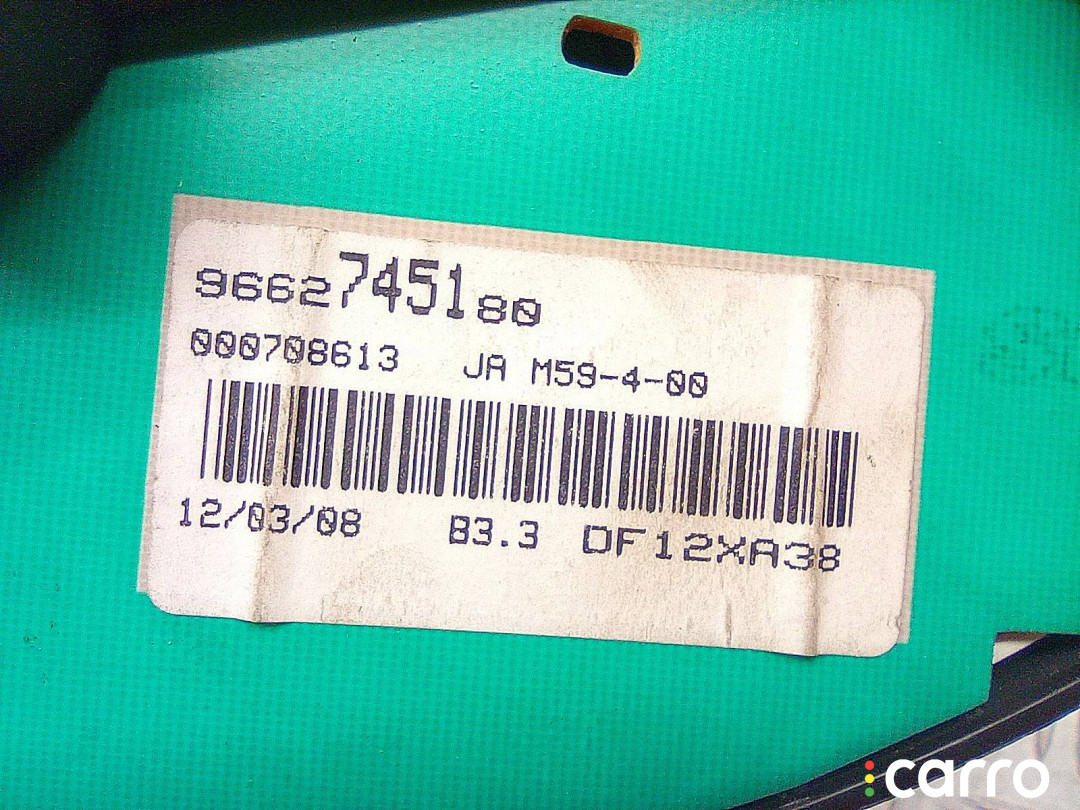 9662745180
000708613 JA M59-4-00
12/03/08 B3.3 DF12XA38
carro